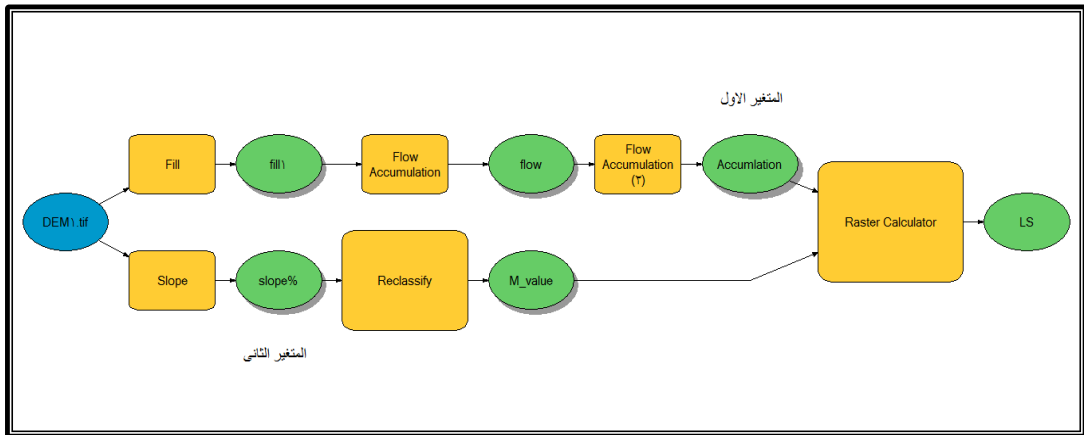 المتغير الاول
Fill
fill١
Flow
Accumulation
flow
Flow
Accumulation
(٢)
Accumlation
DEM١.tif
Raster Calculator
LS
Slope
slope%
Reclassify
M_value
المتغير الثانى